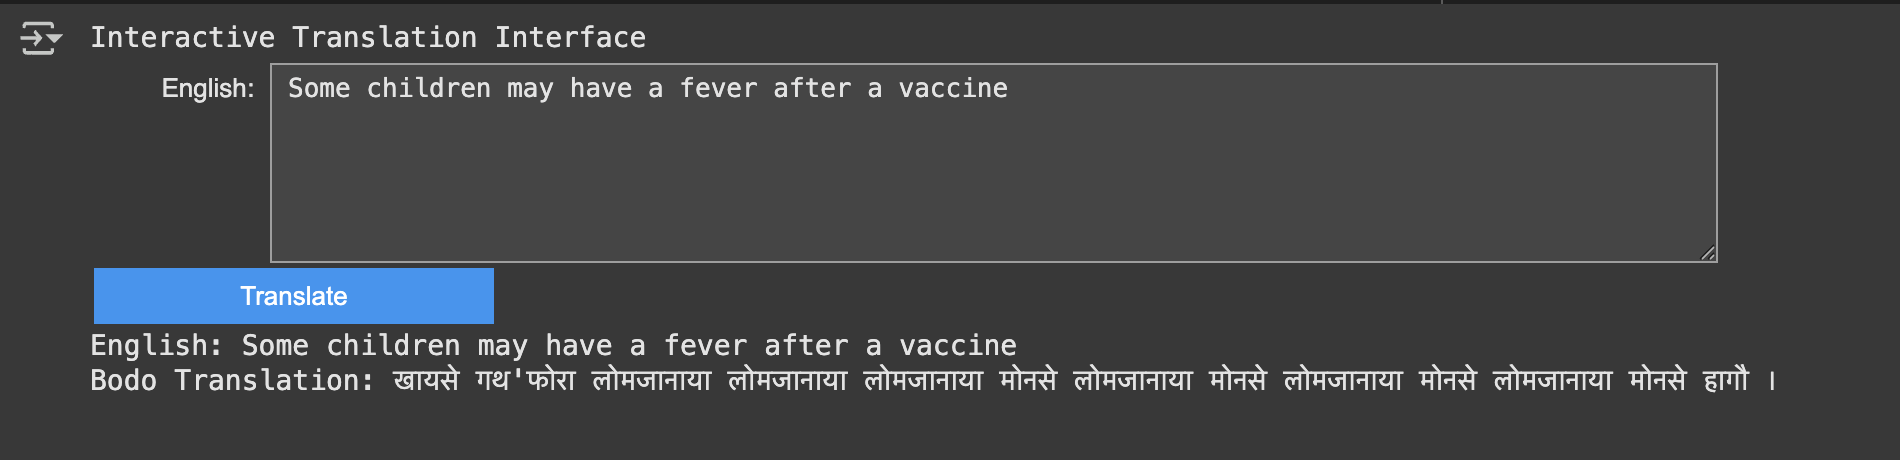 Interactive Translation Interface
English: Some children may have a fever after a vaccine
Translate
English: Some children may have a fever after a vaccine
Bodo Translation: खायसे गथ'फोरा लोमजानाया लोमजानाया लोमजानाया मोनसे लोमजानाया मोनसे लोमजानाया मोनसे लोमजानाया मोनसे हागौ ।